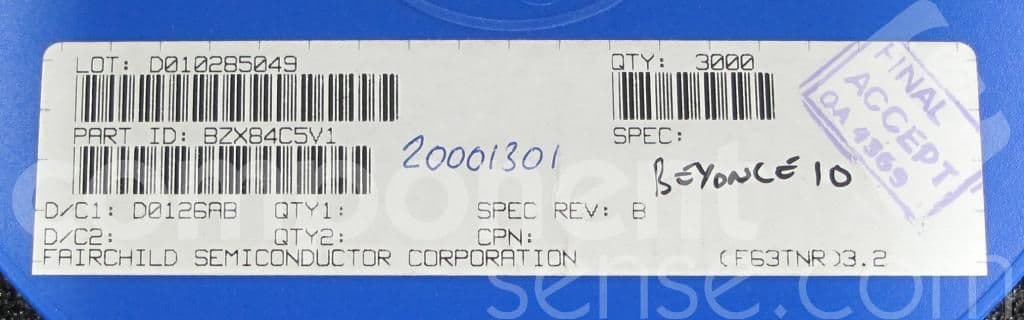 LOT: D010285049
QTY: 3000
FINAL
ACCEPT
QA 4369
PART ID: BZX84C5V1
20001301
SPEC:
BEYONCE 10
D/C1: D0126AB QTY1: SPEC REV: B
D/C2: QTY2: CPN:
FAIRCHILD SEMICONDUCTOR CORPORATION (F63TNR)3.2
component
sense.com